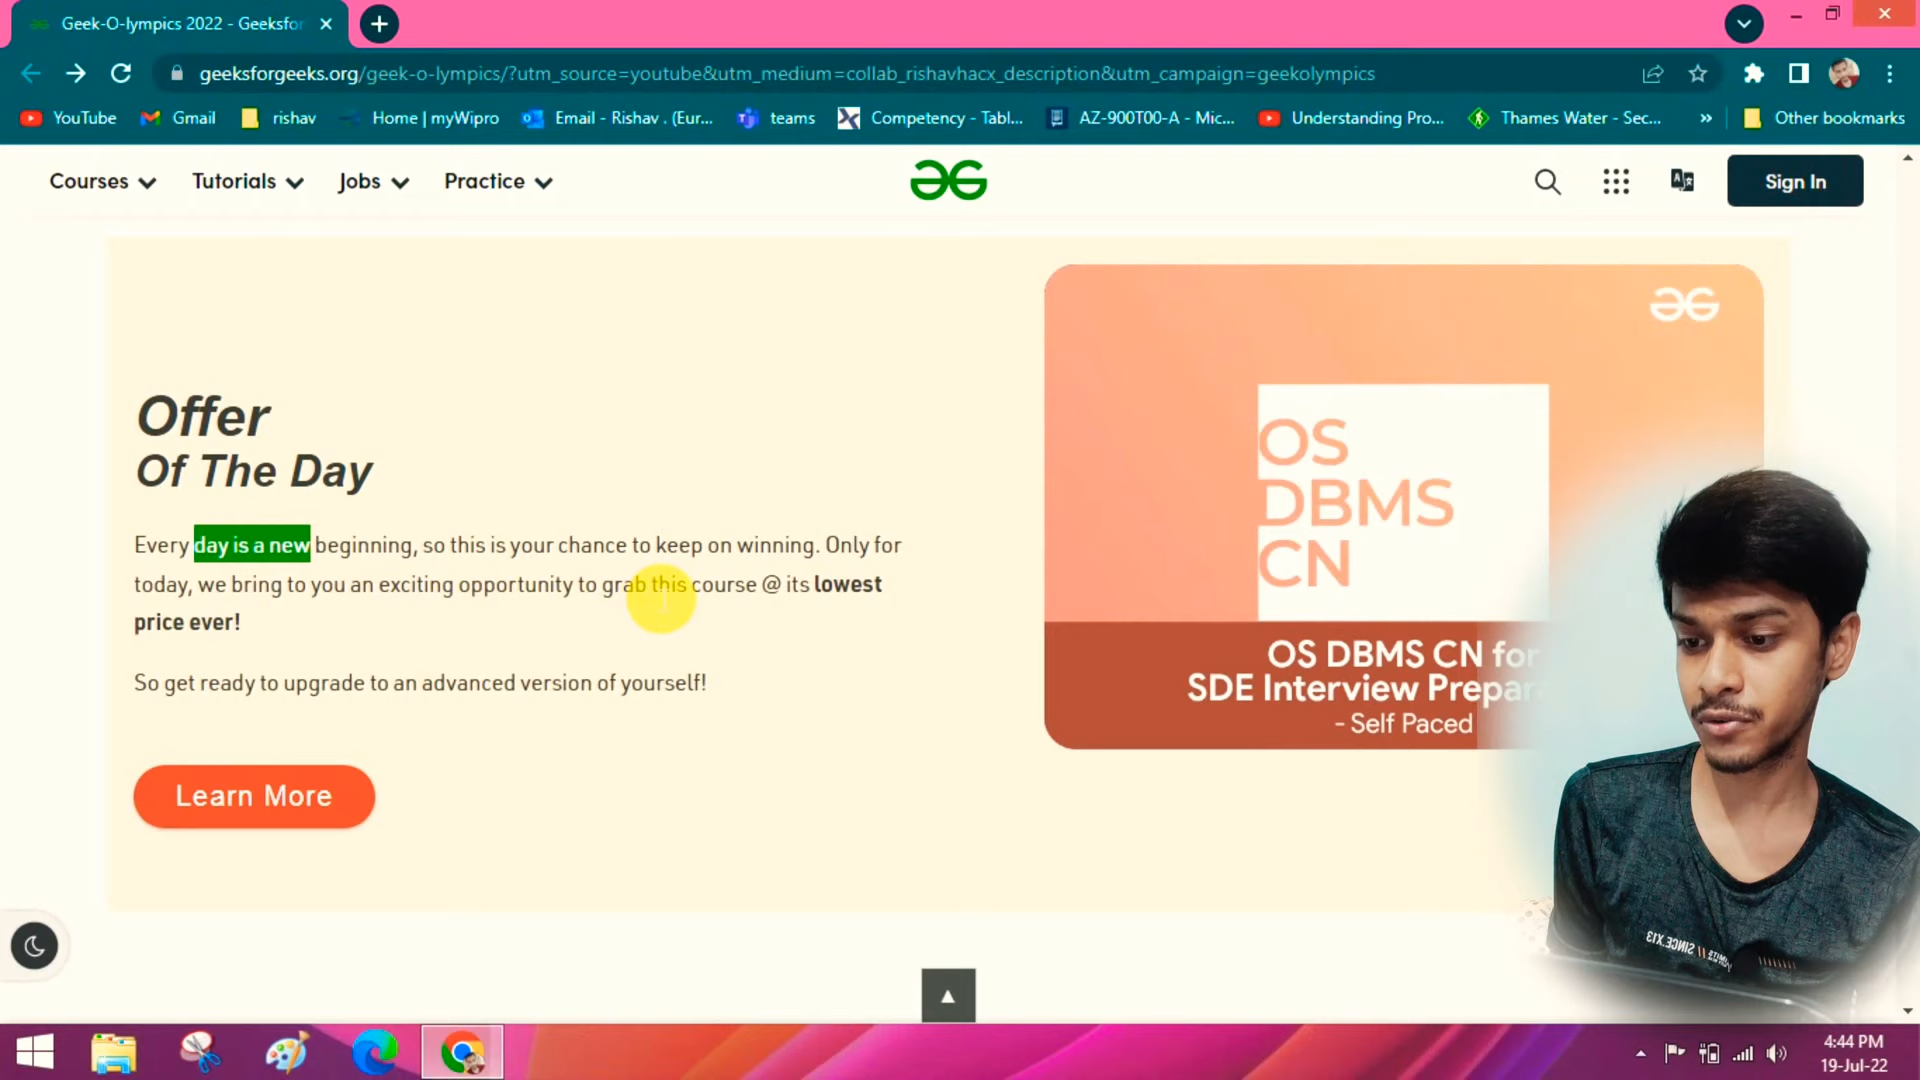 Geek-O-lympics 2022 - Geeksfor
geeksforgeeks.org/geek-o-lympics/?utm_source=youtube&utm_medium=collab_rishavhacx_description&utm_campaign=geekolympics
YouTube Gmail rishav Home | myWipro Email - Rishav . (Eur... teams Competency - Tabl... AZ-900T00-A - Mic... Understanding Pro... Thames Water - Sec... » Other bookmarks
Courses Tutorials Jobs Practice Sign In
Offer
Of The Day
Every day is a new beginning, so this is your chance to keep on winning. Only for
today, we bring to you an exciting opportunity to grab this course @ its lowest
price ever!
So get ready to upgrade to an advanced version of yourself!
Learn More
OS
DBMS
CN
OS DBMS CN for
SDE Interview Prepar
- Self Paced
SINCE.X13
4:44 PM
19-Jul-22